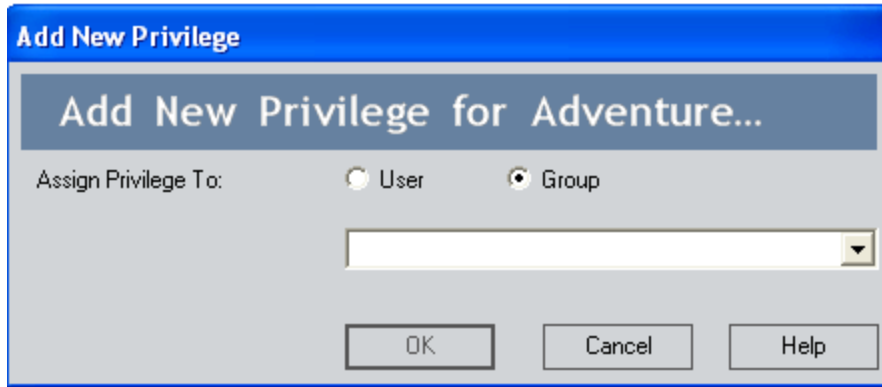 Add New Privilege
Add New Privilege for Adventure...
Assign Privilege To: User Group
OK Cancel Help